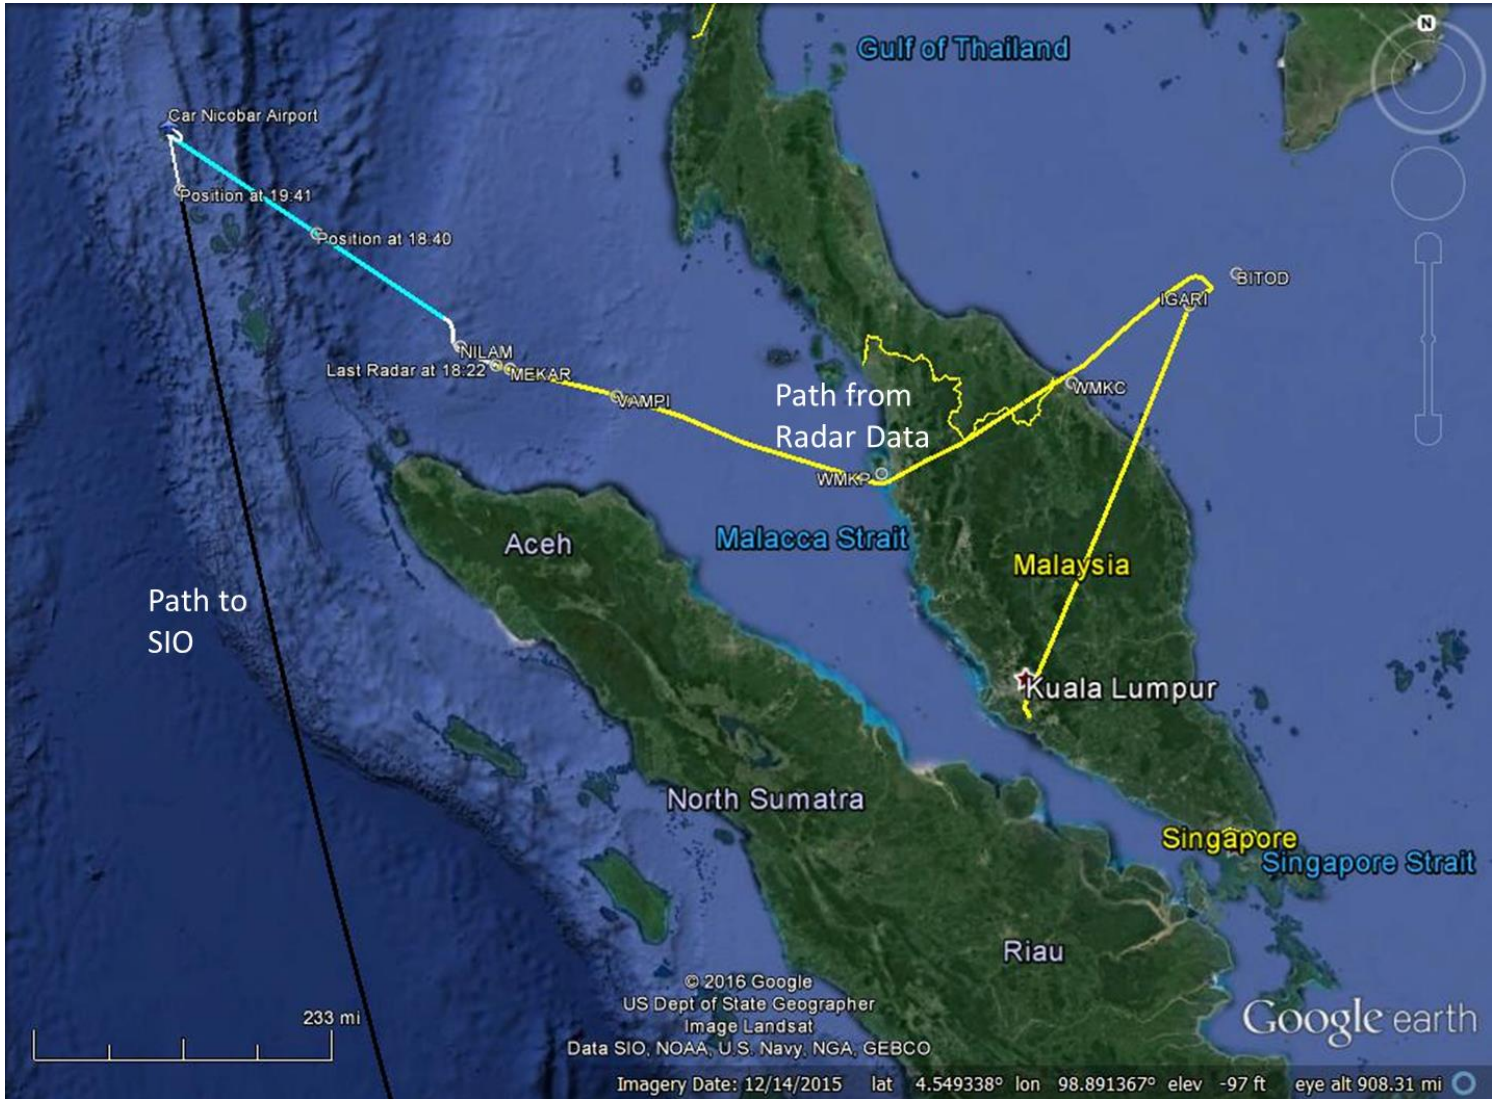 N
Gulf of Thailand
Car Nicobar Airport
Position at 19:41
Position at 18:40
BITOD
IGARI
NILAM
Last Radar at 18:22
MEKAR
VAMPI
WMKC
Path from
Radar Data
WMKP
Malacca Strait
Aceh
Malaysia
Path to
SIO
Kuala Lumpur
North Sumatra
Singapore
Singapore Strait
Riau
© 2016 Google
US Dept of State Geographer
Image Landsat
Data SIO, NOAA, U.S. Navy, NGA, GEBCO
233 mi
Google earth
Imagery Date: 12/14/2015 lat 4.549338° lon 98.891367° elev -97 ft eye alt 908.31 mi